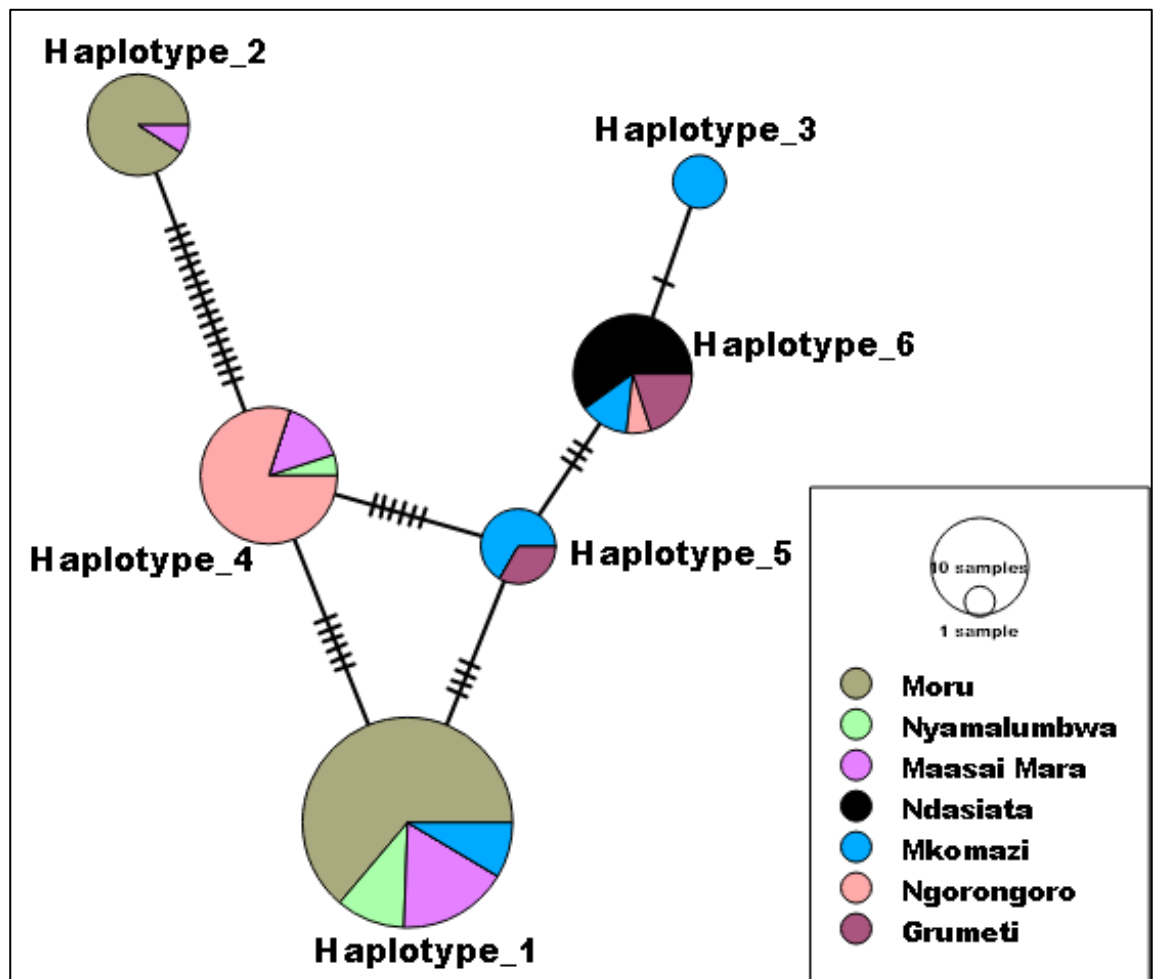 Haplotype_2
Haplotype_3
Haplotype_6
Haplotype_5
Haplotype_4
Haplotype_1
10 samples
1 sample
Moru
Nyamalumbwa
Maasai Mara
Ndasiata
Mkomazi
Ngorongoro
Grumeti